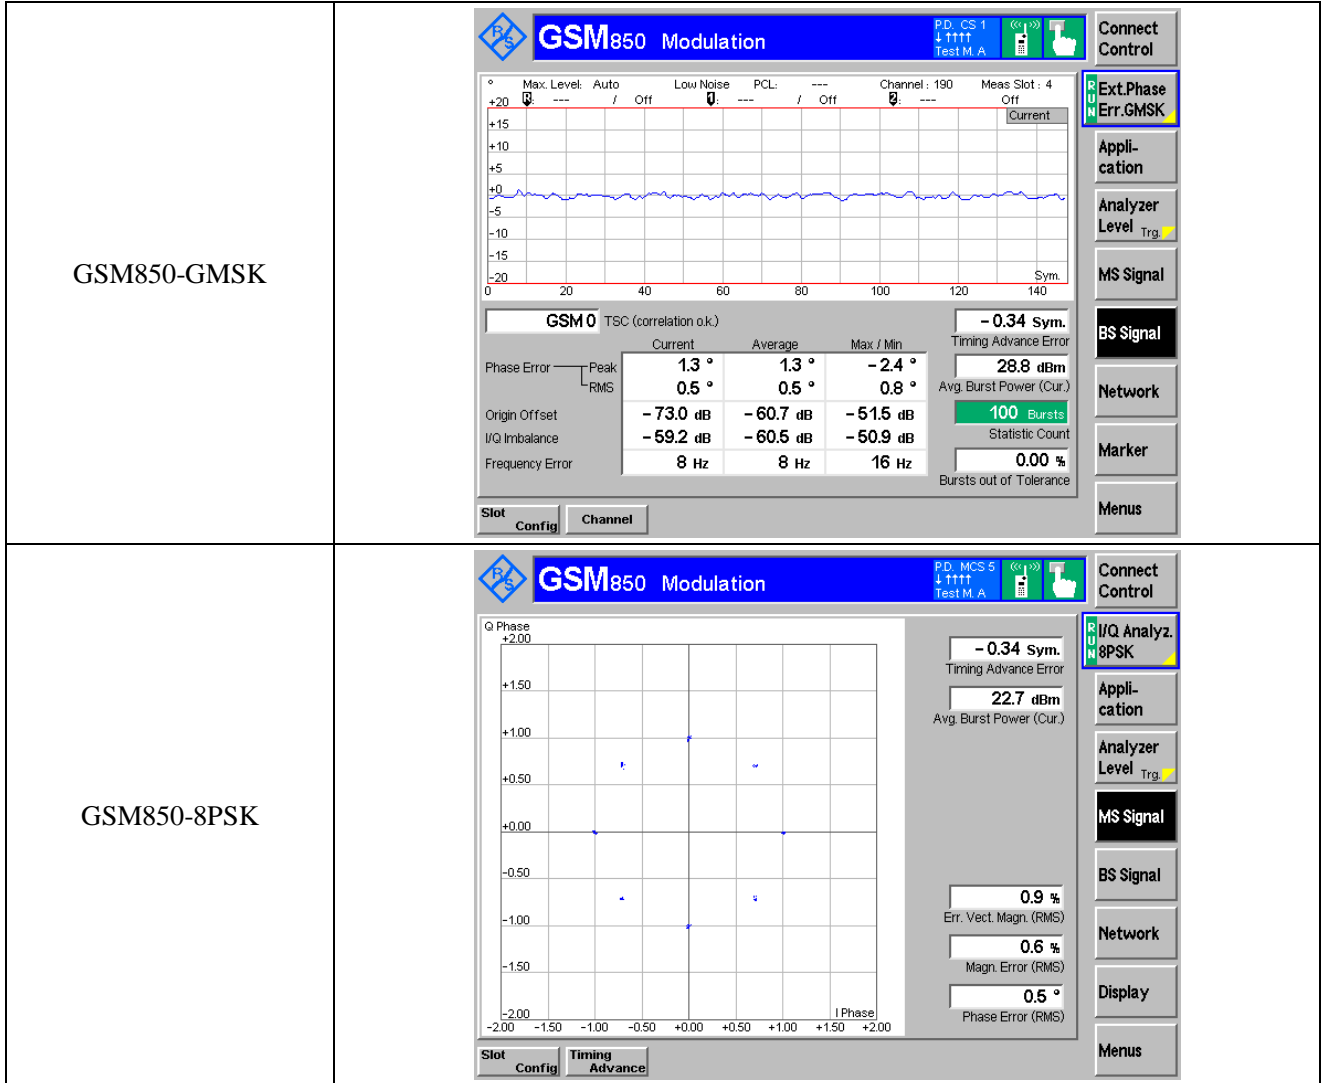 GSM850-GMSK
R/S
GSM850 Modulation
P.D. CS 1
↓↑↑↑↑
Test M. A
Connect
Control
° Max. Level: Auto Low Noise PCL: --- Channel : 190 Meas Slot : 4
R: --- / Off 1: --- / Off 2: --- Off
Current
+20
+15
+10
+5
+0
-5
-10
-15
-20
Sym.
0 20 40 60 80 100 120 140
RUN
Ext.Phase
Err.GMSK
Appli-
cation
Analyzer
Level Trg.
MS Signal
BS Signal
Network
Marker
Menus
GSM 0 TSC (correlation o.k.)
-0.34 Sym.
Timing Advance Error
Current Average Max / Min
Phase Error Peak 1.3 ° 1.3 ° -2.4 °
RMS 0.5 ° 0.5 ° 0.8 °
28.8 dBm
Avg. Burst Power (Cur.)
Origin Offset -73.0 dB -60.7 dB -51.5 dB
I/Q Imbalance -59.2 dB -60.5 dB -50.9 dB
100 Bursts
Statistic Count
Frequency Error 8 Hz 8 Hz 16 Hz
0.00 %
Bursts out of Tolerance
Slot
Config
Channel
GSM850-8PSK
R/S
GSM850 Modulation
P.D. MCS 5
↓↑↑↑↑
Test M. A
Connect
Control
Q Phase
+2.00
+1.50
+1.00
+0.50
+0.00
-0.50
-1.00
-1.50
-2.00
I Phase
-2.00 -1.50 -1.00 -0.50 +0.00 +0.50 +1.00 +1.50 +2.00
-0.34 Sym.
Timing Advance Error
22.7 dBm
Avg. Burst Power (Cur.)
0.9 %
Err. Vect. Magn. (RMS)
0.6 %
Magn. Error (RMS)
0.5 °
Phase Error (RMS)
RUN
I/Q Analyz.
8PSK
Appli-
cation
Analyzer
Level Trg.
MS Signal
BS Signal
Network
Display
Menus
Slot
Config
Timing
Advance